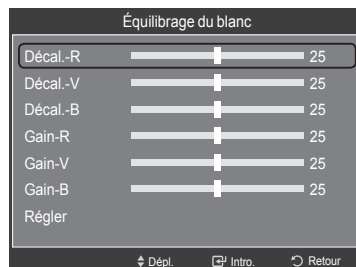 Équilibrage du blanc
Décal.-R 25
Décal.-V 25
Décal.-B 25
Gain-R 25
Gain-V 25
Gain-B 25
Régler
Dépl. Intro. Retour